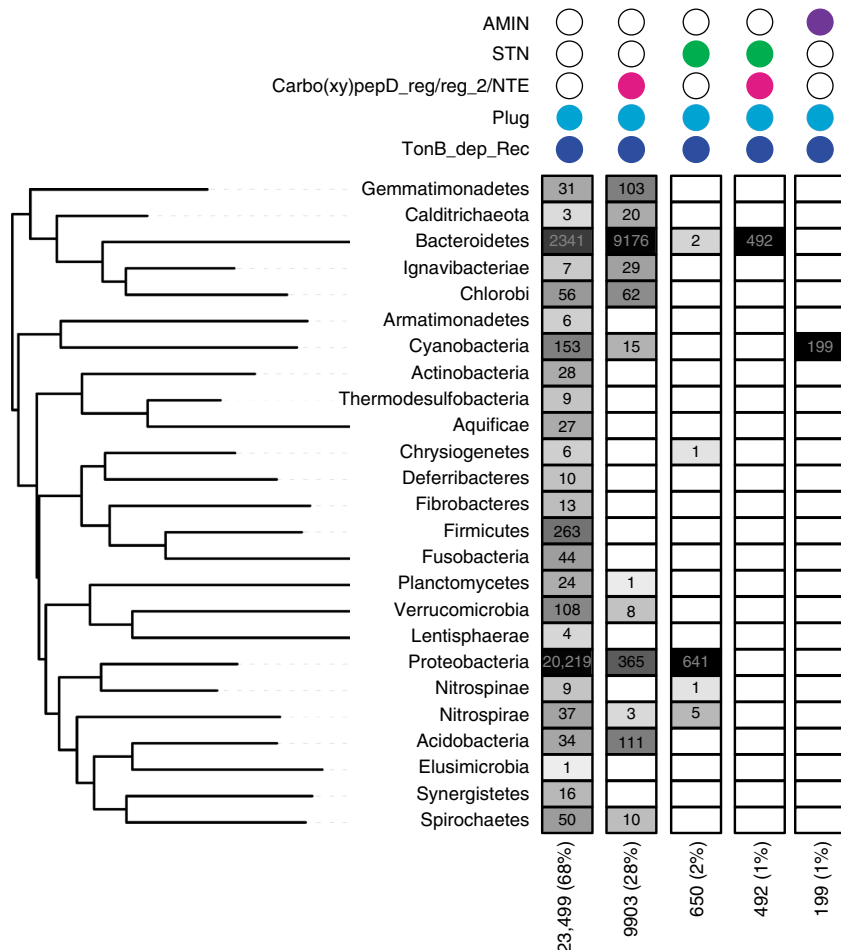 AMIN
STN
Carbo(xy)pepD_reg/reg_2/NTE
Plug
TonB_dep_Rec
Gemmatimonadetes 31 103
Calditrichaeota 3 20
Bacteroidetes 2341 9176 2 492
Ignavibacteriae 7 29
Chlorobi 56 62
Armatimonadetes 6
Cyanobacteria 153 15 199
Actinobacteria 28
Thermodesulfobacteria 9
Aquificae 27
Chrysiogenetes 6 1
Deferribacteres 10
Fibrobacteres 13
Firmicutes 263
Fusobacteria 44
Planctomycetes 24 1
Verrucomicrobia 108 8
Lentisphaerae 4
Proteobacteria 20,219 365 641
Nitrospinae 9 1
Nitrospirae 37 3 5
Acidobacteria 34 111
Elusimicrobia 1
Synergistetes 16
Spirochaetes 50 10
23,499 (68%)
9903 (28%)
650 (2%)
492 (1%)
199 (1%)